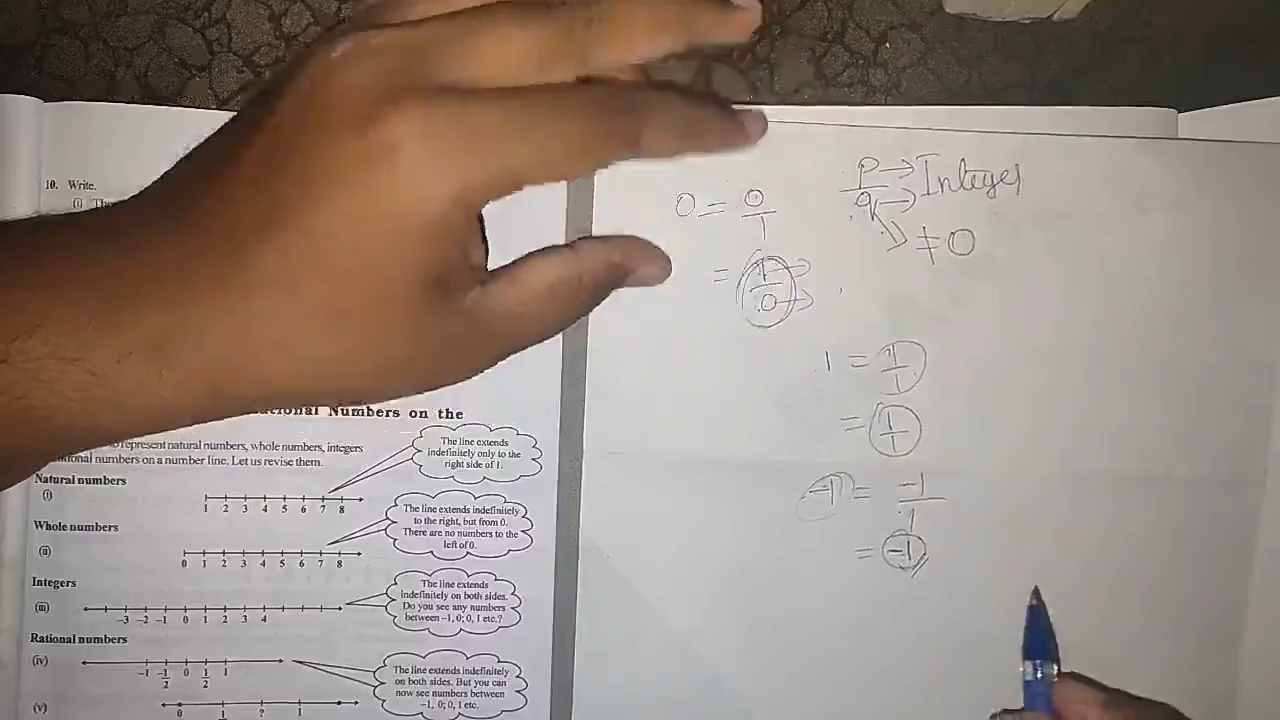 10. Write.
(i)
Numbers on the
represent natural numbers, whole numbers, integers
numbers on a number line. Let us revise them.
The line extends
indefinitely only to the
right side of 1.
Natural numbers
(i)
1 2 3 4 5 6 7 8
The line extends indefinitely
to the right, but from 0.
There are no numbers to the
left of 0.
Whole numbers
(ii)
0 1 2 3 4 5 6 7 8
The line extends
indefinitely on both sides.
Do you see any numbers
between –1, 0; 0, 1 etc.?
Integers
(iii)
–3 –2 –1 0 1 2 3 4
Rational numbers
(iv)
–1 –1/2 0 1/2 1
The line extends indefinitely
on both sides. But you can
now see numbers between
–1, 0; 0, 1 etc.
(v)
0 ? 1
p/q → Integer
≠ 0
0 = 0/1
= 1/0
1 = 1/1
= 1/1
-1 = -1/1
= -1